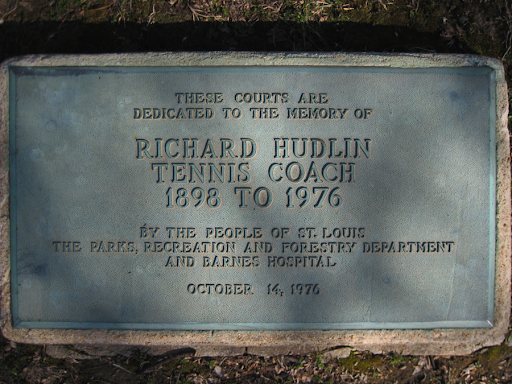 THESE COURTS ARE
DEDICATED TO THE MEMORY OF
RICHARD HUDLIN
TENNIS COACH
1898 TO 1976
BY THE PEOPLE OF ST. LOUIS
THE PARKS, RECREATION AND FORESTRY DEPARTMENT
AND BARNES HOSPITAL
OCTOBER 14, 1976